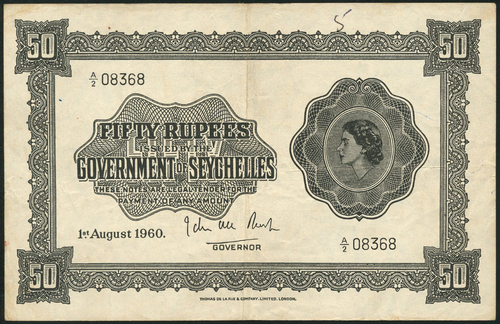 50 50
5
A/2 08368
FIFTY RUPEES
ISSUED BY THE
GOVERNMENT OF SEYCHELLES
THESE NOTES ARE LEGAL TENDER FOR THE
PAYMENT OF ANY AMOUNT
1st August 1960.
GOVERNOR
A/2 08368
50 50
THOMAS DE LA RUE & COMPANY, LIMITED, LONDON.